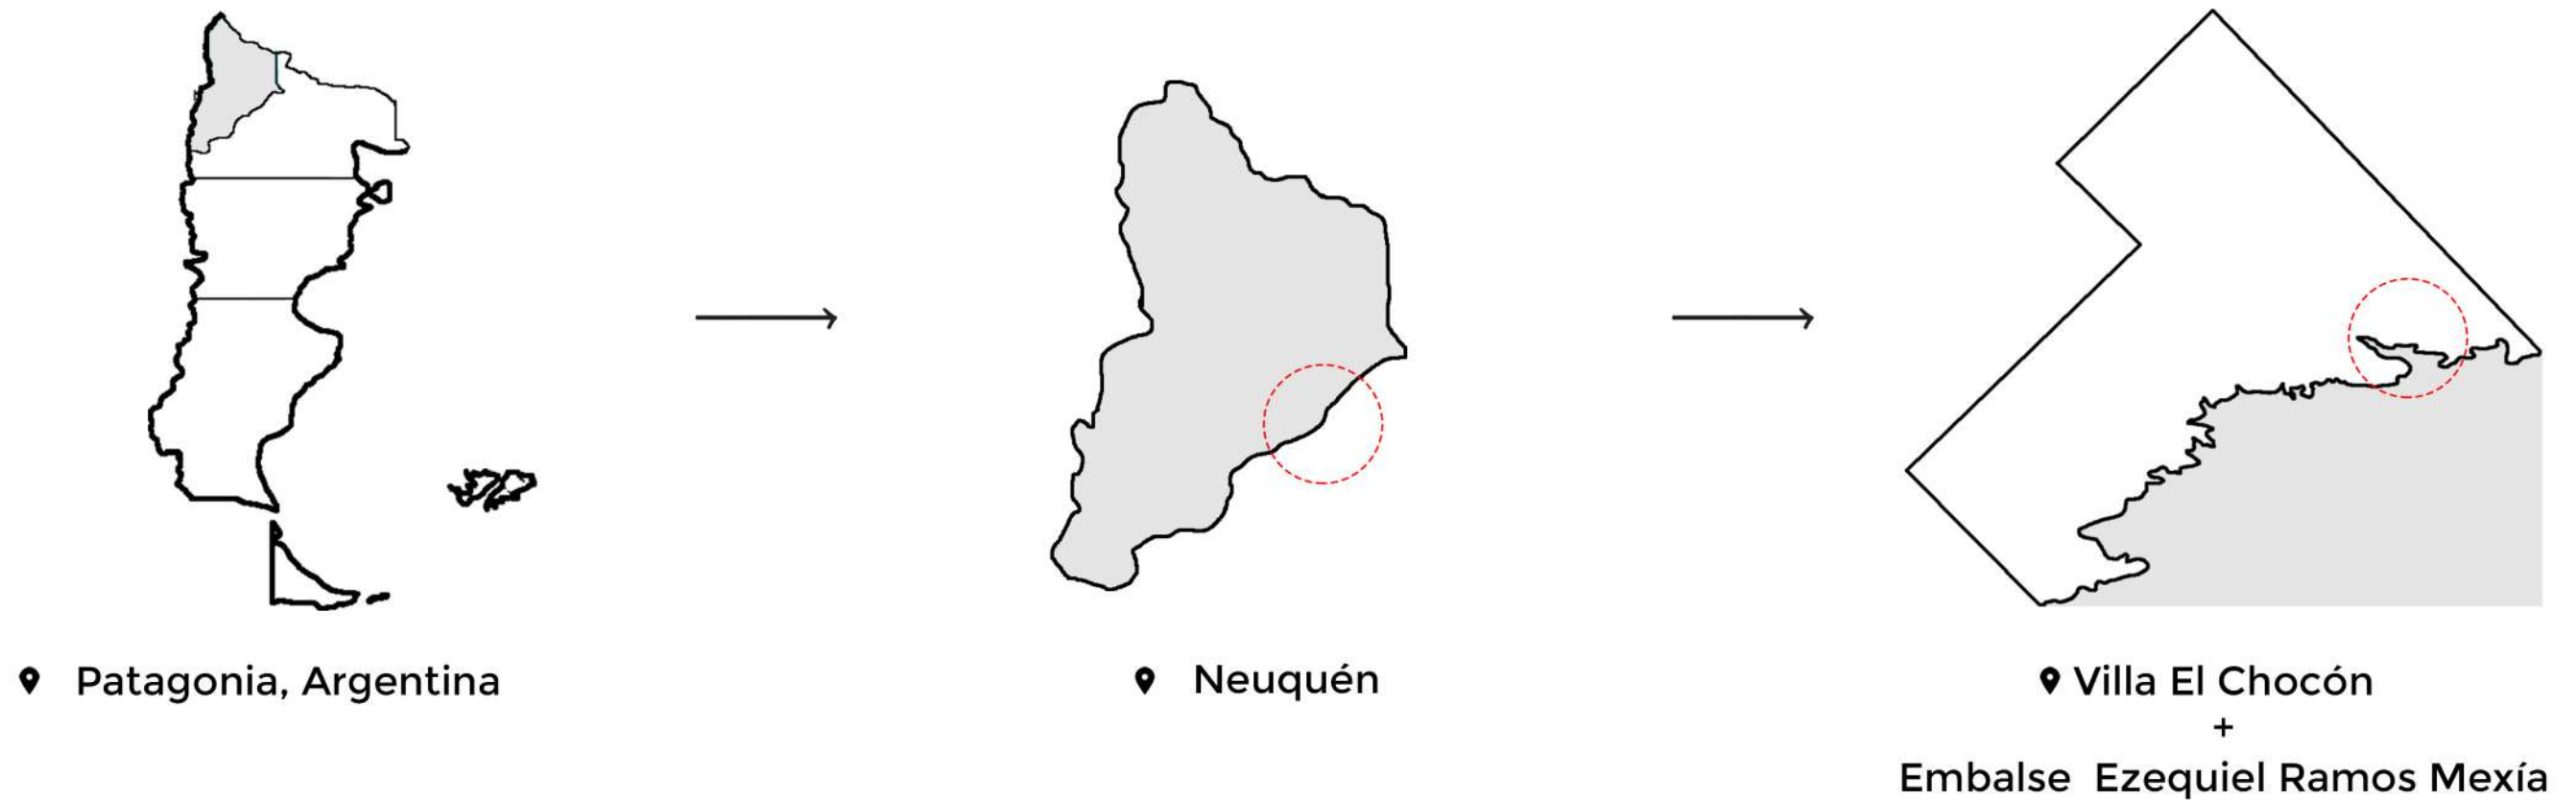 Patagonia, Argentina
Neuquén
Villa El Chocón
+
Embalse Ezequiel Ramos Mexía